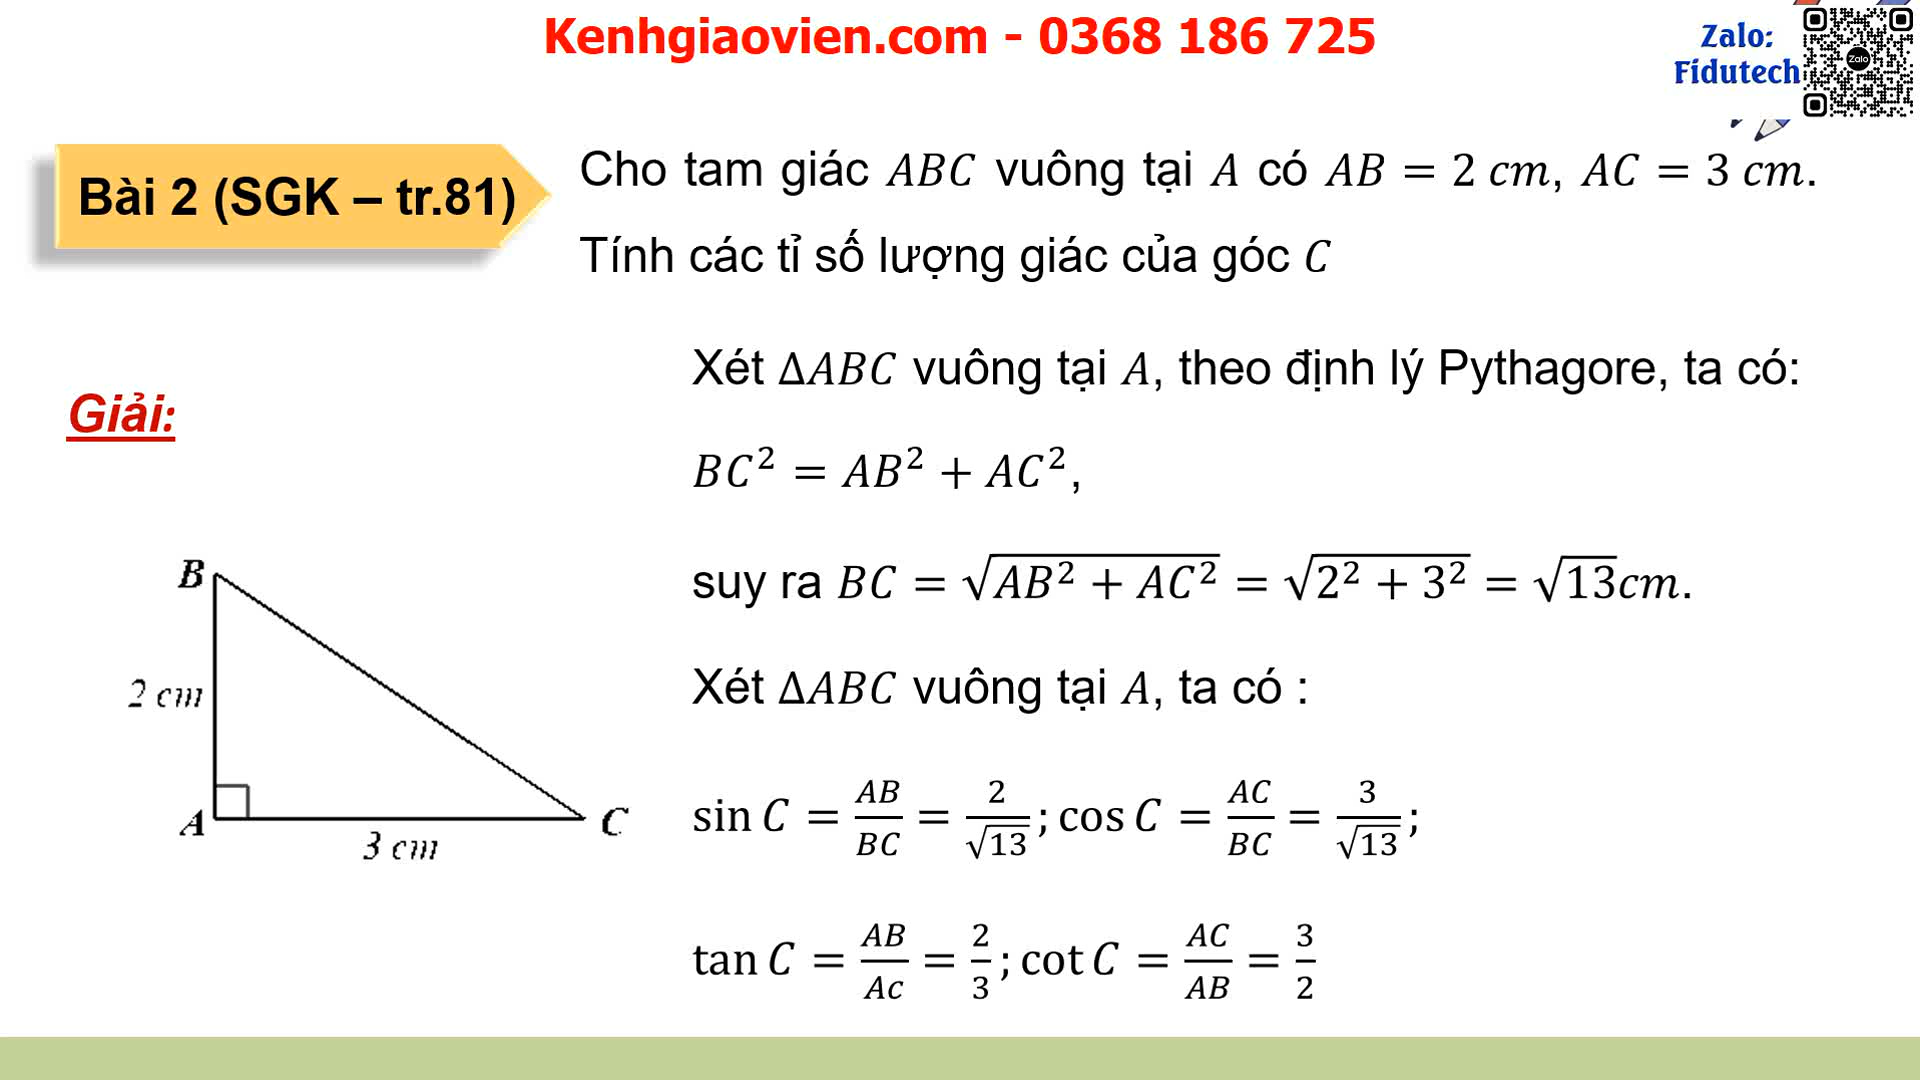 Kenhgiaovien.com - 0368 186 725
Zalo:
Fidutech
Zalo
Bài 2 (SGK – tr.81)
Cho tam giác ABC vuông tại A có AB = 2 cm, AC = 3 cm.
Tính các tỉ số lượng giác của góc C
Giải:
Xét ΔABC vuông tại A, theo định lý Pythagore, ta có:
BC² = AB² + AC²,
suy ra BC = √(AB² + AC²) = √(2² + 3²) = √13cm.
Xét ΔABC vuông tại A, ta có :
sin C = AB/BC = 2/√13 ; cos C = AC/BC = 3/√13 ;
tan C = AB/Ac = 2/3 ; cot C = AC/AB = 3/2
B
2 cm
A
C
3 cm